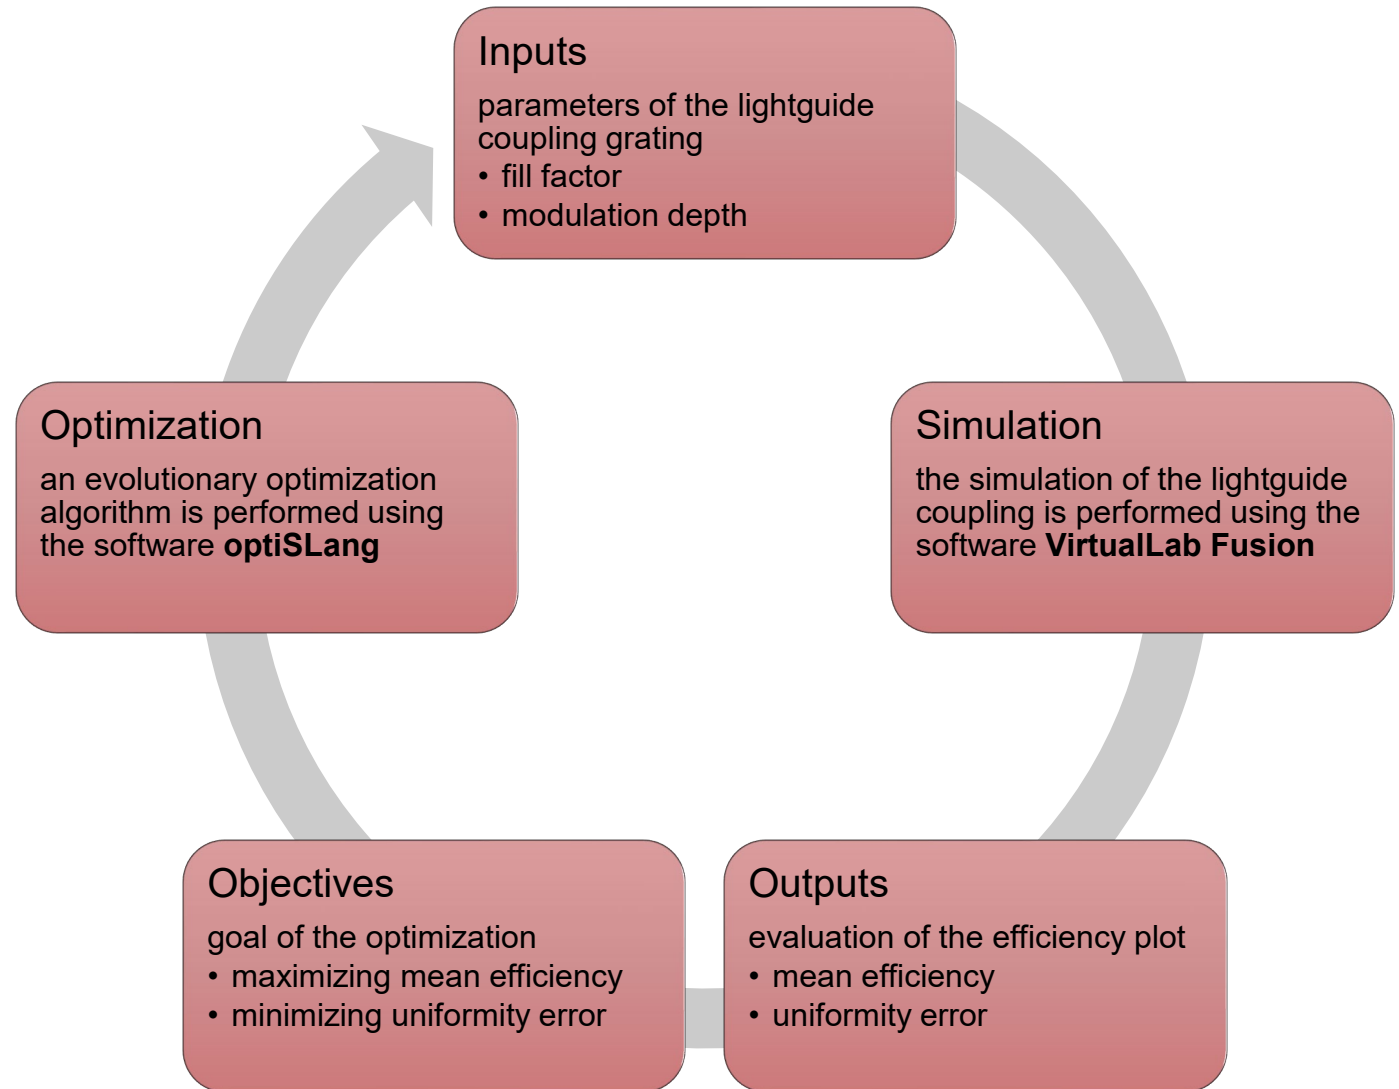 Inputs
parameters of the lightguide
coupling grating
• fill factor
• modulation depth
Simulation
the simulation of the lightguide
coupling is performed using the
software VirtualLab Fusion
Outputs
evaluation of the efficiency plot
• mean efficiency
• uniformity error
Objectives
goal of the optimization
• maximizing mean efficiency
• minimizing uniformity error
Optimization
an evolutionary optimization
algorithm is performed using
the software optiSLang